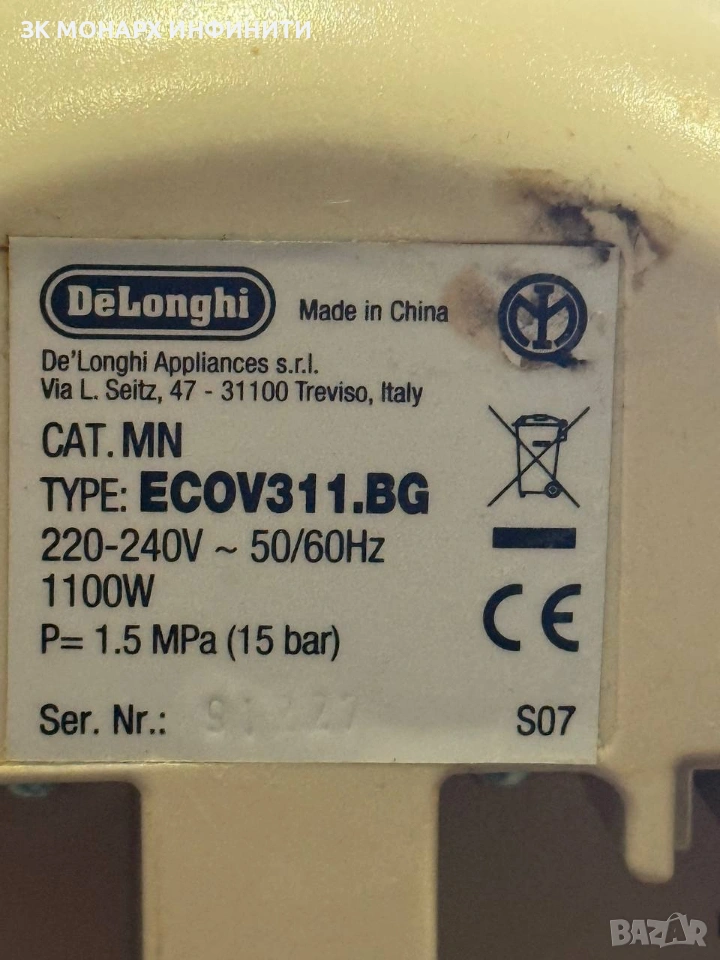 ЗК МОНАРХ ИНФИНИТИ
DēLonghi
Made in China
De'Longhi Appliances s.r.l.
Via L. Seitz, 47 - 31100 Treviso, Italy
CAT. MN
TYPE: ECOV311.BG
220-240V ~ 50/60Hz
1100W
P= 1.5 MPa (15 bar)
CE
Ser. Nr.:
S07
BAZAR